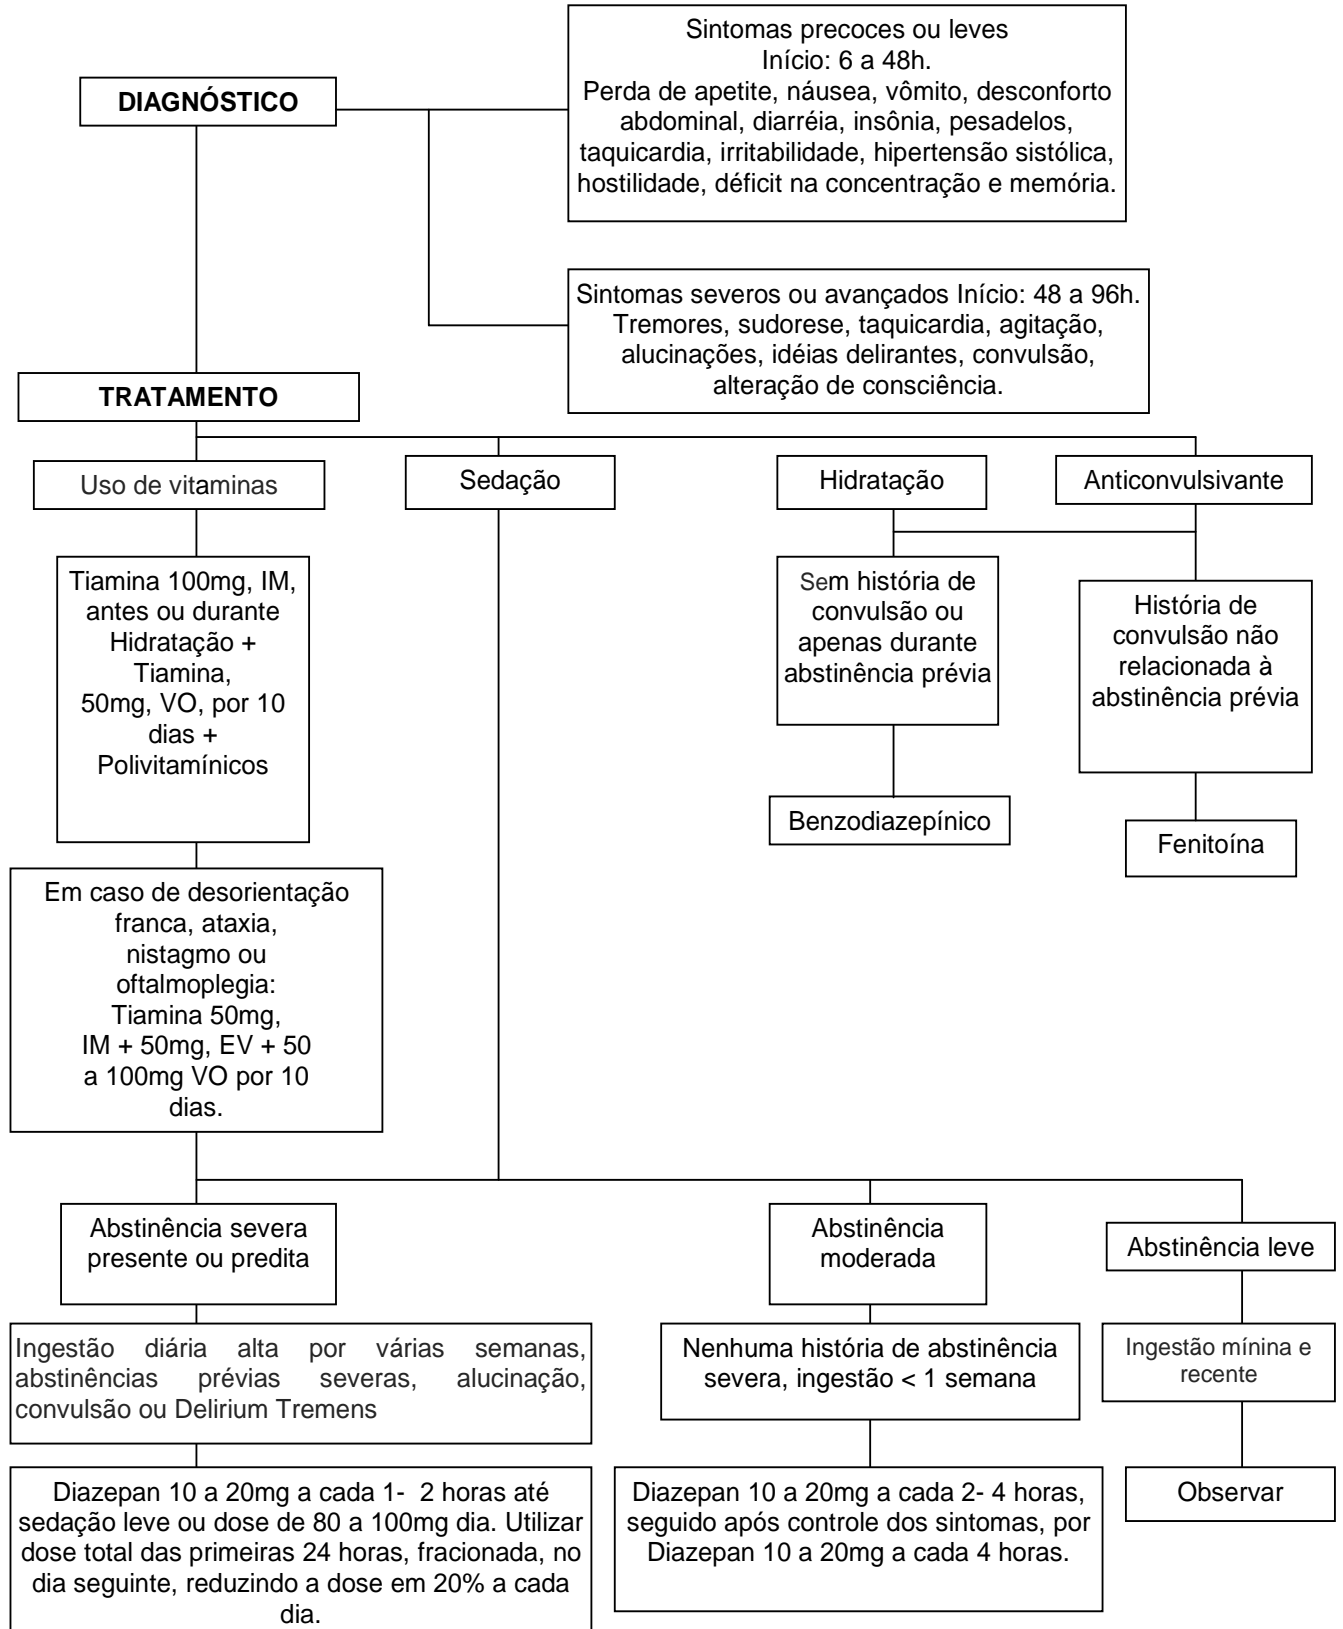 DIAGNÓSTICO
Sintomas precoces ou leves
Início: 6 a 48h.
Perda de apetite, náusea, vômito, desconforto
abdominal, diarréia, insônia, pesadelos,
taquicardia, irritabilidade, hipertensão sistólica,
hostilidade, déficit na concentração e memória.
Sintomas severos ou avançados Início: 48 a 96h.
Tremores, sudorese, taquicardia, agitação,
alucinações, idéias delirantes, convulsão,
alteração de consciência.
TRATAMENTO
Uso de vitaminas
Sedação
Hidratação
Anticonvulsivante
Tiamina 100mg, IM,
antes ou durante
Hidratação +
Tiamina,
50mg, VO, por 10
dias +
Polivitamínicos
Sem história de
convulsão ou
apenas durante
abstinência prévia
História de
convulsão não
relacionada à
abstinência prévia
Benzodiazepínico
Fenitoína
Em caso de desorientação
franca, ataxia,
nistagmo ou
oftalmoplegia:
Tiamina 50mg,
IM + 50mg, EV + 50
a 100mg VO por 10
dias.
Abstinência severa
presente ou predita
Abstinência
moderada
Abstinência leve
Ingestão diária alta por várias semanas,
abstinências prévias severas, alucinação,
convulsão ou Delirium Tremens
Nenhuma história de abstinência
severa, ingestão < 1 semana
Ingestão mínina e
recente
Diazepan 10 a 20mg a cada 1- 2 horas até
sedação leve ou dose de 80 a 100mg dia. Utilizar
dose total das primeiras 24 horas, fracionada, no
dia seguinte, reduzindo a dose em 20% a cada
dia.
Diazepan 10 a 20mg a cada 2- 4 horas,
seguido após controle dos sintomas, por
Diazepan 10 a 20mg a cada 4 horas.
Observar